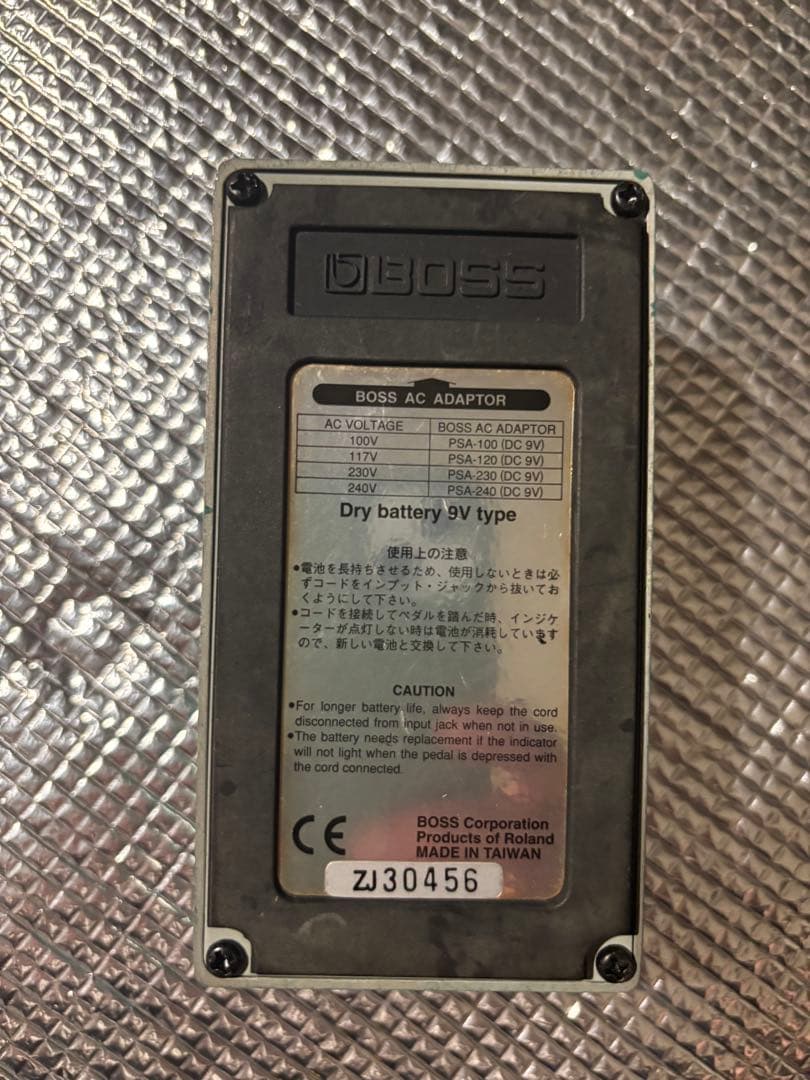 BOSS
BOSS AC ADAPTOR
AC VOLTAGE BOSS AC ADAPTOR
100V PSA-100 (DC 9V)
117V PSA-120 (DC 9V)
230V PSA-230 (DC 9V)
240V PSA-240 (DC 9V)
Dry battery 9V type
使用上の注意
●電池を長持ちさせるため、使用しないときは必
ずコードをインプット・ジャックから抜いてお
くようにして下さい。
●コードを接続してペダルを踏んだ時、インジケ
ーターが点灯しない時は電池が消耗しています
ので、新しい電池と交換して下さい。
CAUTION
●For longer battery life, always keep the cord
disconnected from input jack when not in use.
●The battery needs replacement if the indicator
will not light when the pedal is depressed with
the cord connected.
CE
BOSS Corporation
Products of Roland
MADE IN TAIWAN
ZJ30456